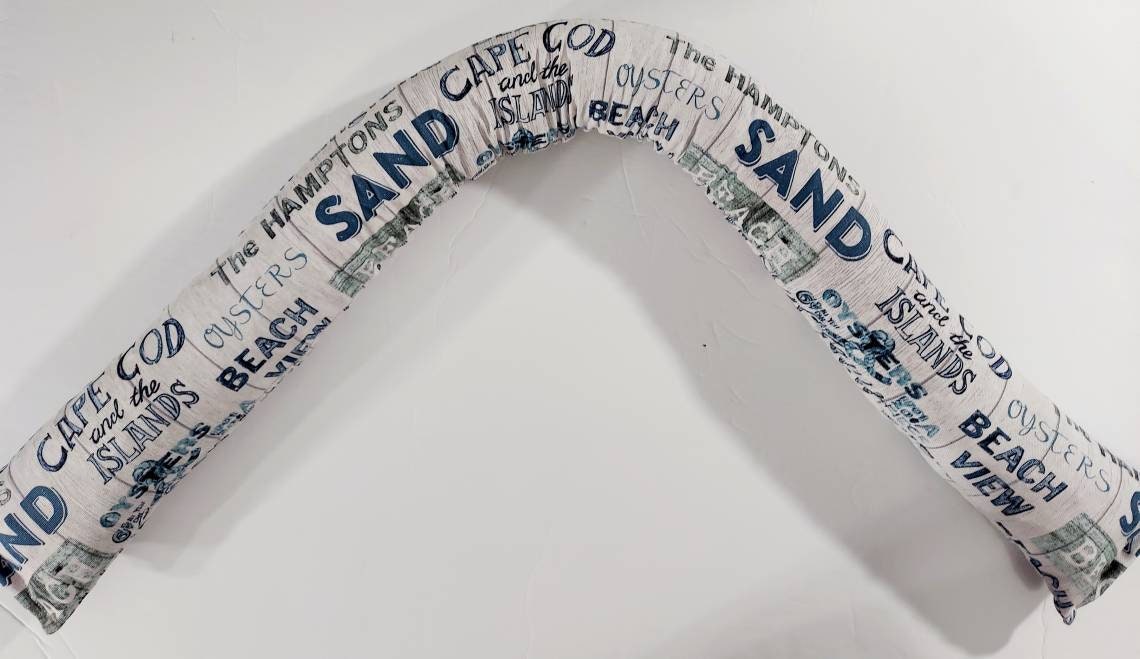 CAPE COD
and the
ISLANDS
The HAMPTONS
SAND
OYSTERS
BEACH
The HAMPTONS
SAND
BEACH
CAPE COD
and the
ISLANDS
OYSTERS
BEACH
VIEW
OYSTERS
CAPE COD
and the
ISLANDS
OYSTERS
OYSTERS
BEACH
VIEW